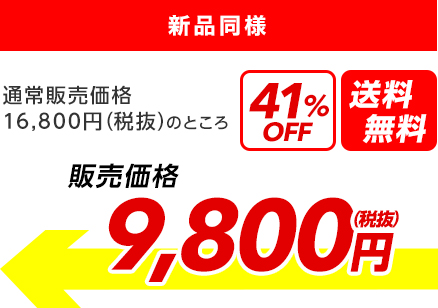 新品同様
通常販売価格
16,800円(税抜)のところ
41%
OFF
送料
無料
販売価格
9,800円(税抜)